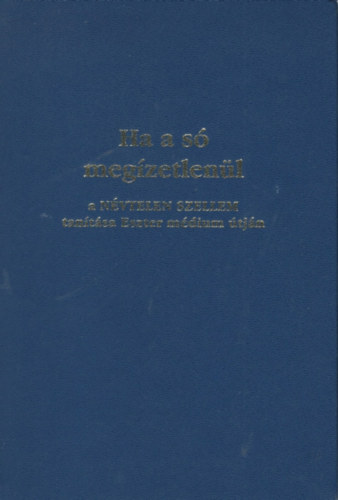 Ha a só
megízetlenül
a NÉVTELEN SZELLEM
tanítása Eszter médium útján